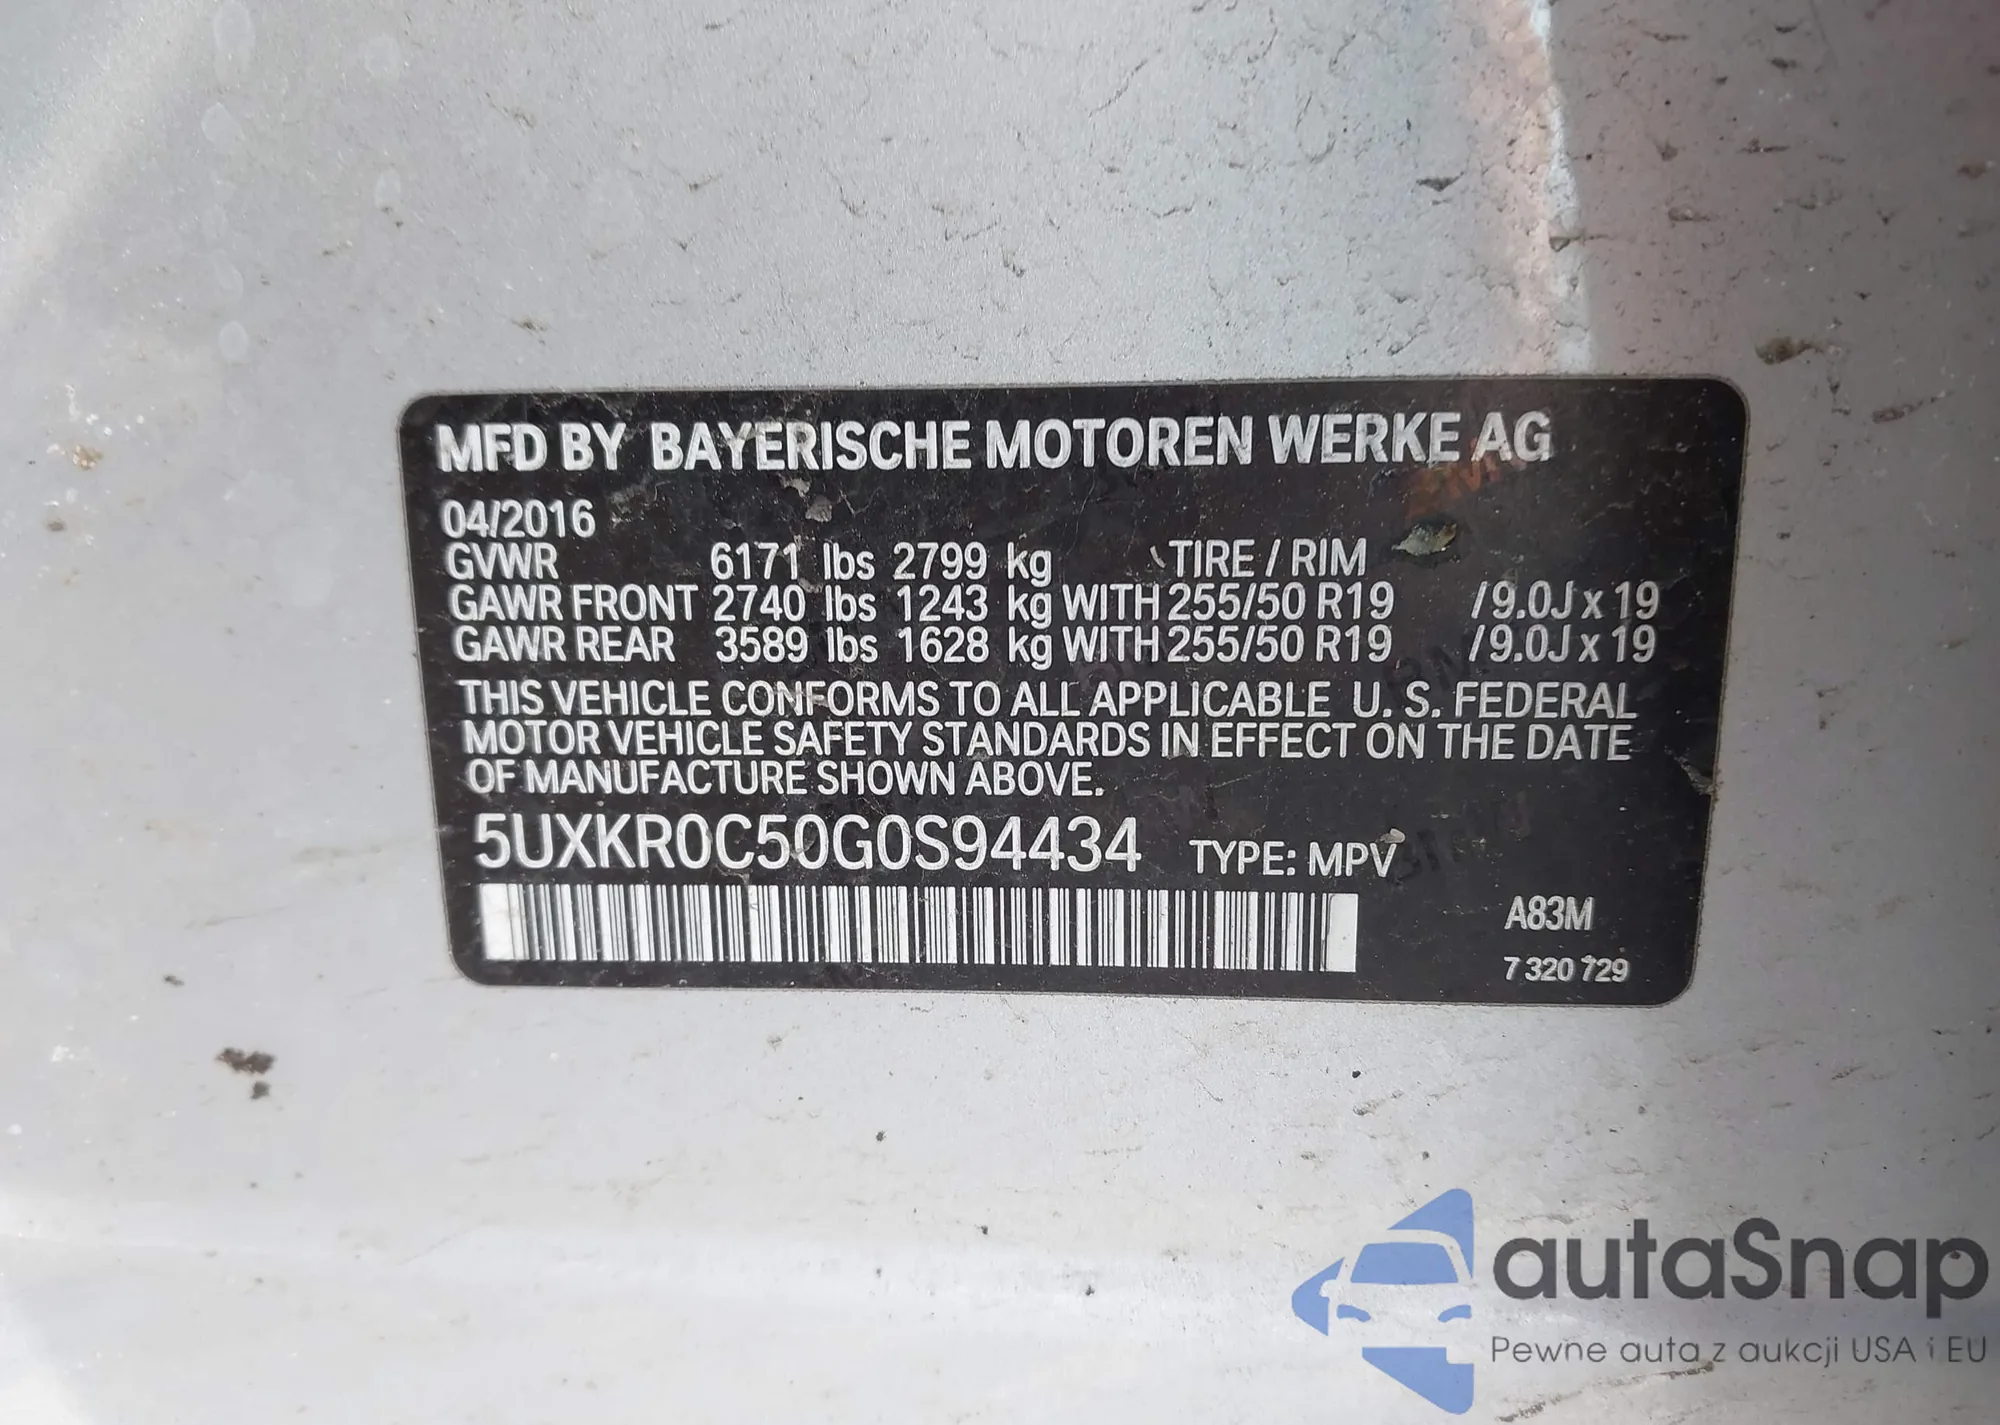 MFD BY BAYERISCHE MOTOREN WERKE AG
04/2016
GVWR 6171 lbs 2799 kg TIRE / RIM
GAWR FRONT 2740 lbs 1243 kg WITH 255/50 R19 /9.0J x 19
GAWR REAR 3589 lbs 1628 kg WITH 255/50 R19 /9.0J x 19
THIS VEHICLE CONFORMS TO ALL APPLICABLE U. S. FEDERAL
MOTOR VEHICLE SAFETY STANDARDS IN EFFECT ON THE DATE
OF MANUFACTURE SHOWN ABOVE.
5UXKR0C50G0S94434 TYPE: MPV
A83M
7 320 729
autaSnap
Pewne auta z aukcji USA i EU